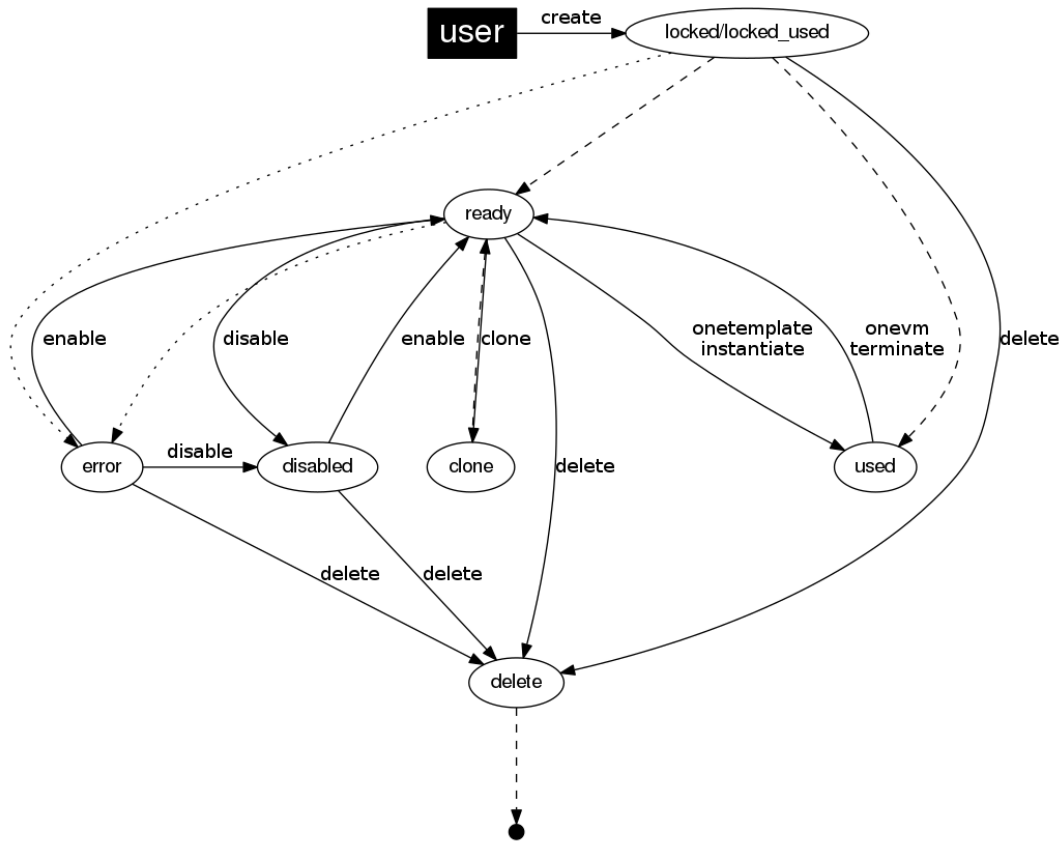 user
create
locked/locked_used
ready
enable
disable
enable
clone
onetemplate
instantiate
onevm
terminate
delete
error
disable
disabled
clone
delete
used
delete
delete
delete